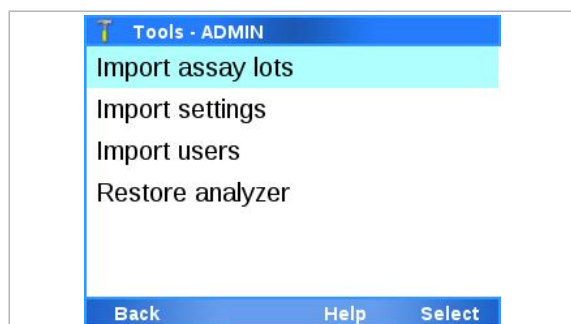 Tools - ADMIN
Import assay lots
Import settings
Import users
Restore analyzer
Back Help Select